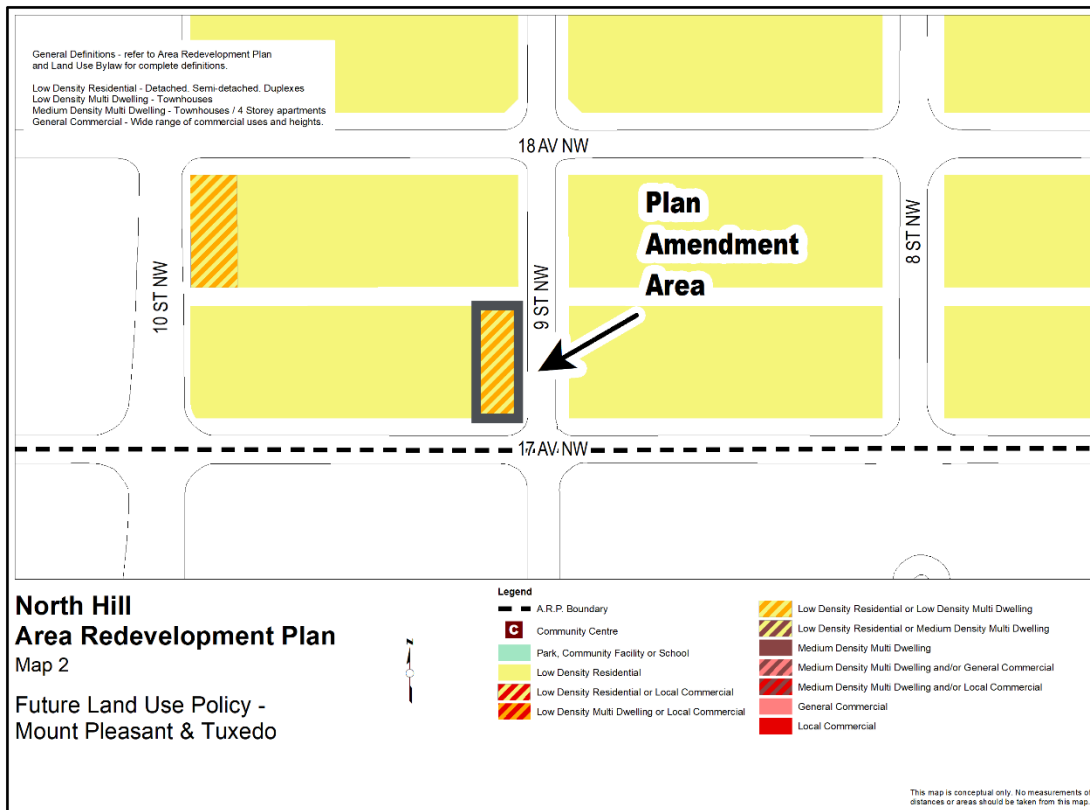 General Definitions - refer to Area Redevelopment Plan
and Land Use Bylaw for complete definitions.
Low Density Residential - Detached. Semi-detached. Duplexes
Low Density Multi Dwelling - Townhouses
Medium Density Multi Dwelling - Townhouses / 4 Storey apartments
General Commercial - Wide range of commercial uses and heights.
18 AV NW
Plan
Amendment
Area
10 ST NW
9 ST NW
8 ST NW
17 AV NW
North Hill
Area Redevelopment Plan
Map 2
Future Land Use Policy -
Mount Pleasant & Tuxedo
N
Legend
A.R.P. Boundary
C
Community Centre
Park, Community Facility or School
Low Density Residential
Low Density Residential or Local Commercial
Low Density Multi Dwelling or Local Commercial
Low Density Residential or Low Density Multi Dwelling
Low Density Residential or Medium Density Multi Dwelling
Medium Density Multi Dwelling
Medium Density Multi Dwelling and/or General Commercial
Medium Density Multi Dwelling and/or Local Commercial
General Commercial
Local Commercial
This map is conceptual only. No measurements of
distances or areas should be taken from this map.